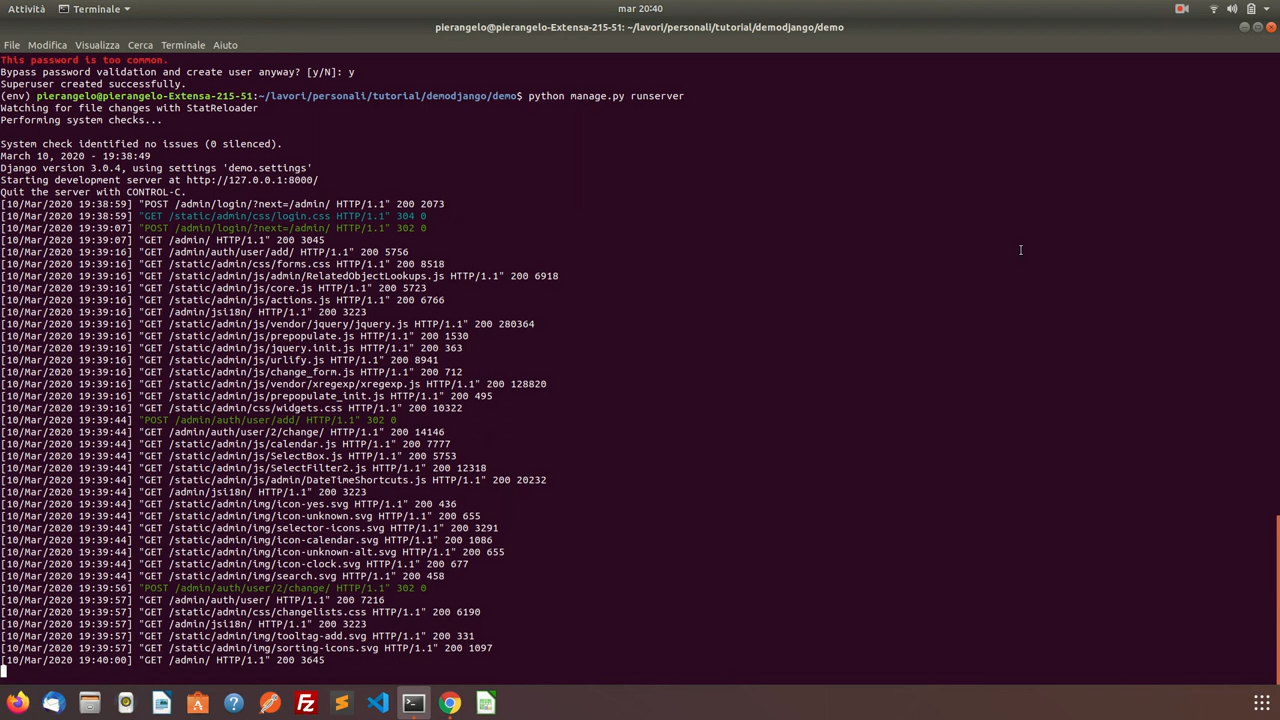 Attività
Terminale
mar 20:40
pierangelo@pierangelo-Extensa-215-51: ~/lavori/personali/tutorial/demodjango/demo
File Modifica Visualizza Cerca Terminale Aiuto
This password is too common.
Bypass password validation and create user anyway? [y/N]: y
Superuser created successfully.
(env) pierangelo@pierangelo-Extensa-215-51:~/lavori/personali/tutorial/demodjango/demo$ python manage.py runserver
Watching for file changes with StatReloader
Performing system checks...
System check identified no issues (0 silenced).
March 10, 2020 - 19:38:49
Django version 3.0.4, using settings 'demo.settings'
Starting development server at http://127.0.0.1:8000/
Quit the server with CONTROL-C.
[10/Mar/2020 19:38:59] "POST /admin/login/?next=/admin/ HTTP/1.1" 200 2073
[10/Mar/2020 19:38:59] "GET /static/admin/css/login.css HTTP/1.1" 304 0
[10/Mar/2020 19:39:07] "POST /admin/login/?next=/admin/ HTTP/1.1" 302 0
[10/Mar/2020 19:39:07] "GET /admin/ HTTP/1.1" 200 3045
[10/Mar/2020 19:39:16] "GET /admin/auth/user/add/ HTTP/1.1" 200 5756
[10/Mar/2020 19:39:16] "GET /static/admin/css/forms.css HTTP/1.1" 200 8518
[10/Mar/2020 19:39:16] "GET /static/admin/js/admin/RelatedObjectLookups.js HTTP/1.1" 200 6918
[10/Mar/2020 19:39:16] "GET /static/admin/js/core.js HTTP/1.1" 200 5723
[10/Mar/2020 19:39:16] "GET /static/admin/js/actions.js HTTP/1.1" 200 6766
[10/Mar/2020 19:39:16] "GET /admin/jsi18n/ HTTP/1.1" 200 3223
[10/Mar/2020 19:39:16] "GET /static/admin/js/vendor/jquery/jquery.js HTTP/1.1" 200 280364
[10/Mar/2020 19:39:16] "GET /static/admin/js/prepopulate.js HTTP/1.1" 200 1530
[10/Mar/2020 19:39:16] "GET /static/admin/js/jquery.init.js HTTP/1.1" 200 363
[10/Mar/2020 19:39:16] "GET /static/admin/js/urlify.js HTTP/1.1" 200 8941
[10/Mar/2020 19:39:16] "GET /static/admin/js/change_form.js HTTP/1.1" 200 712
[10/Mar/2020 19:39:16] "GET /static/admin/js/vendor/xregexp/xregexp.js HTTP/1.1" 200 128820
[10/Mar/2020 19:39:16] "GET /static/admin/js/prepopulate_init.js HTTP/1.1" 200 495
[10/Mar/2020 19:39:16] "GET /static/admin/css/widgets.css HTTP/1.1" 200 10322
[10/Mar/2020 19:39:44] "POST /admin/auth/user/add/ HTTP/1.1" 302 0
[10/Mar/2020 19:39:44] "GET /admin/auth/user/2/change/ HTTP/1.1" 200 14146
[10/Mar/2020 19:39:44] "GET /static/admin/js/calendar.js HTTP/1.1" 200 7777
[10/Mar/2020 19:39:44] "GET /static/admin/js/SelectBox.js HTTP/1.1" 200 5753
[10/Mar/2020 19:39:44] "GET /static/admin/js/SelectFilter2.js HTTP/1.1" 200 12318
[10/Mar/2020 19:39:44] "GET /static/admin/js/admin/DateTimeShortcuts.js HTTP/1.1" 200 20232
[10/Mar/2020 19:39:44] "GET /admin/jsi18n/ HTTP/1.1" 200 3223
[10/Mar/2020 19:39:44] "GET /static/admin/img/icon-yes.svg HTTP/1.1" 200 436
[10/Mar/2020 19:39:44] "GET /static/admin/img/icon-unknown.svg HTTP/1.1" 200 655
[10/Mar/2020 19:39:44] "GET /static/admin/img/selector-icons.svg HTTP/1.1" 200 3291
[10/Mar/2020 19:39:44] "GET /static/admin/img/icon-calendar.svg HTTP/1.1" 200 1086
[10/Mar/2020 19:39:44] "GET /static/admin/img/icon-unknown-alt.svg HTTP/1.1" 200 655
[10/Mar/2020 19:39:44] "GET /static/admin/img/icon-clock.svg HTTP/1.1" 200 677
[10/Mar/2020 19:39:44] "GET /static/admin/img/search.svg HTTP/1.1" 200 458
[10/Mar/2020 19:39:56] "POST /admin/auth/user/2/change/ HTTP/1.1" 302 0
[10/Mar/2020 19:39:57] "GET /admin/auth/user/ HTTP/1.1" 200 7216
[10/Mar/2020 19:39:57] "GET /static/admin/css/changelists.css HTTP/1.1" 200 6190
[10/Mar/2020 19:39:57] "GET /admin/jsi18n/ HTTP/1.1" 200 3223
[10/Mar/2020 19:39:57] "GET /static/admin/img/tooltag-add.svg HTTP/1.1" 200 331
[10/Mar/2020 19:39:57] "GET /static/admin/img/sorting-icons.svg HTTP/1.1" 200 1097
[10/Mar/2020 19:40:00] "GET /admin/ HTTP/1.1" 200 3645